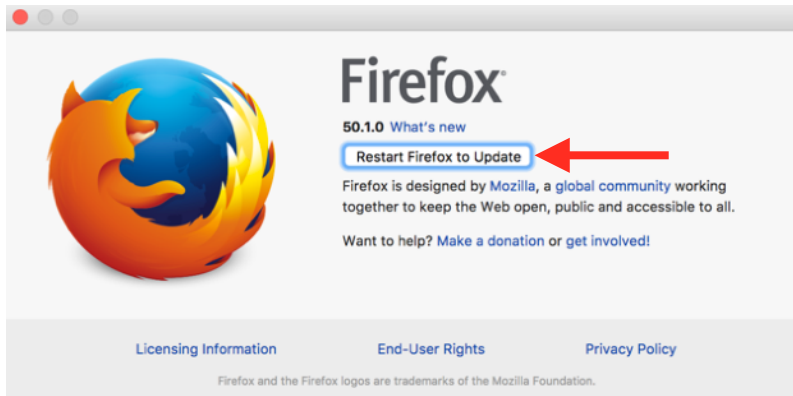 Firefox
50.1.0 What's new
Restart Firefox to Update
Firefox is designed by Mozilla, a global community working
together to keep the Web open, public and accessible to all.
Want to help? Make a donation or get involved!
Licensing Information End-User Rights Privacy Policy
Firefox and the Firefox logos are trademarks of the Mozilla Foundation.